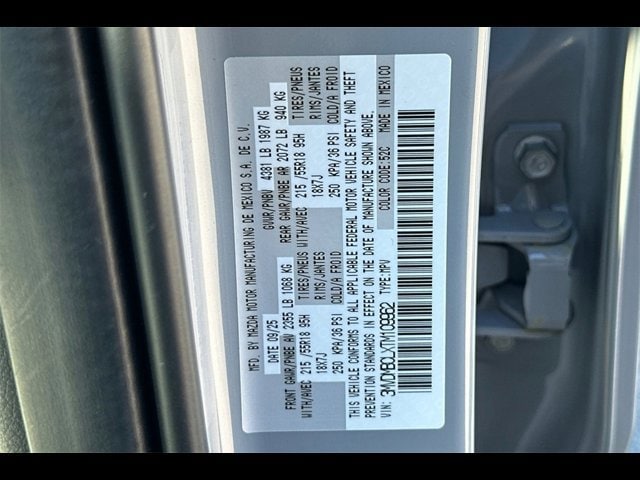 MFD. BY MAZDA MOTOR MANUFACTURING DE MEXICO S.A. DE C.V.
DATE 09/25 GVWR/PNBV 4381 LB 1987 KG
FRONT GAWR/PNBE AV 2355 LB 1068 KG REAR GAWR/PNBE AR 2072 LB 940 KG
WITH/AVEC 215 /55R18 95H TIRES/PNEUS WITH/AVEC 215 /55R18 95H TIRES/PNEUS
18X7J RIMS/JANTES 18X7J RIMS/JANTES
250 KPA/36 PSI COLD/A FROID 250 KPA/36 PSI COLD/A FROID
THIS VEHICLE CONFORMS TO ALL APPLICABLE FEDERAL MOTOR VEHICLE SAFETY AND THEFT
PREVENTION STANDARDS IN EFFECT ON THE DATE OF MANUFACTURE SHOWN ABOVE.
VIN: 3MVDMBCLXTM109962 TYPE:MPV COLOR CODE:52C MADE IN MEXICO